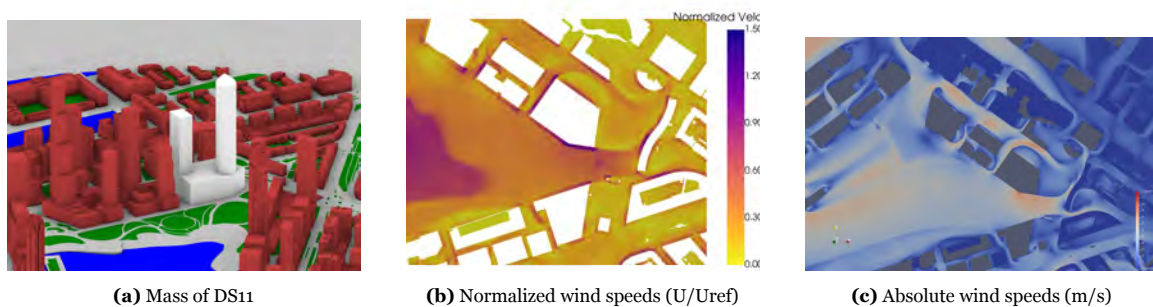 Normalized Velo
1.50
1.20
0.90
0.60
0.30
0.00
(a) Mass of DS11
(b) Normalized wind speeds (U/Uref)
(c) Absolute wind speeds (m/s)